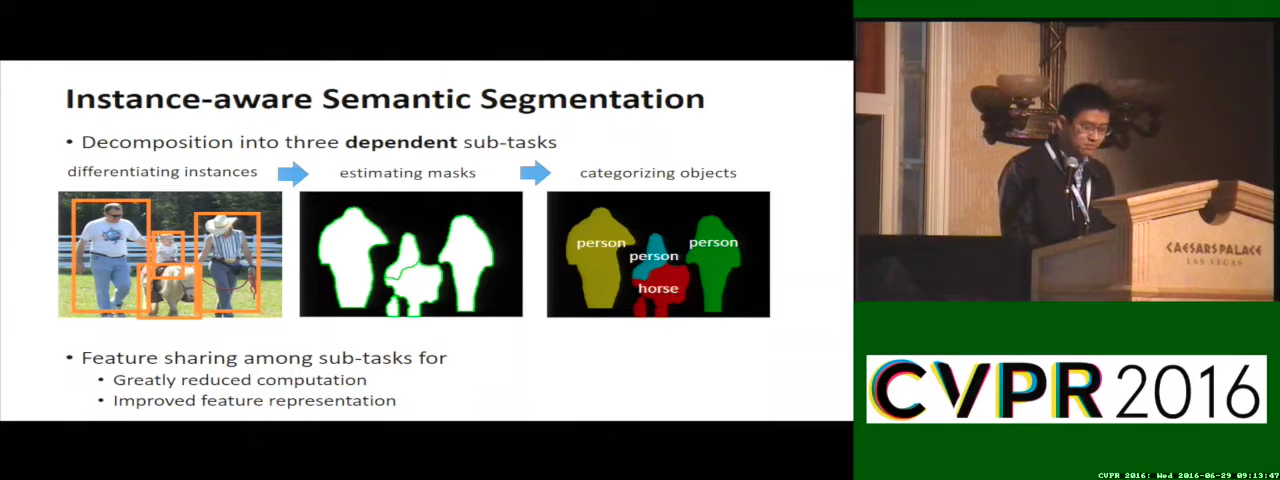 Instance-aware Semantic Segmentation
• Decomposition into three dependent sub-tasks
differentiating instances
estimating masks
categorizing objects
person
person
person
horse
• Feature sharing among sub-tasks for
• Greatly reduced computation
• Improved feature representation
CAESARS PALACE
LAS VEGAS
CVPR 2016
CVPR 2016: Wed 2016-06-29 09:13:47